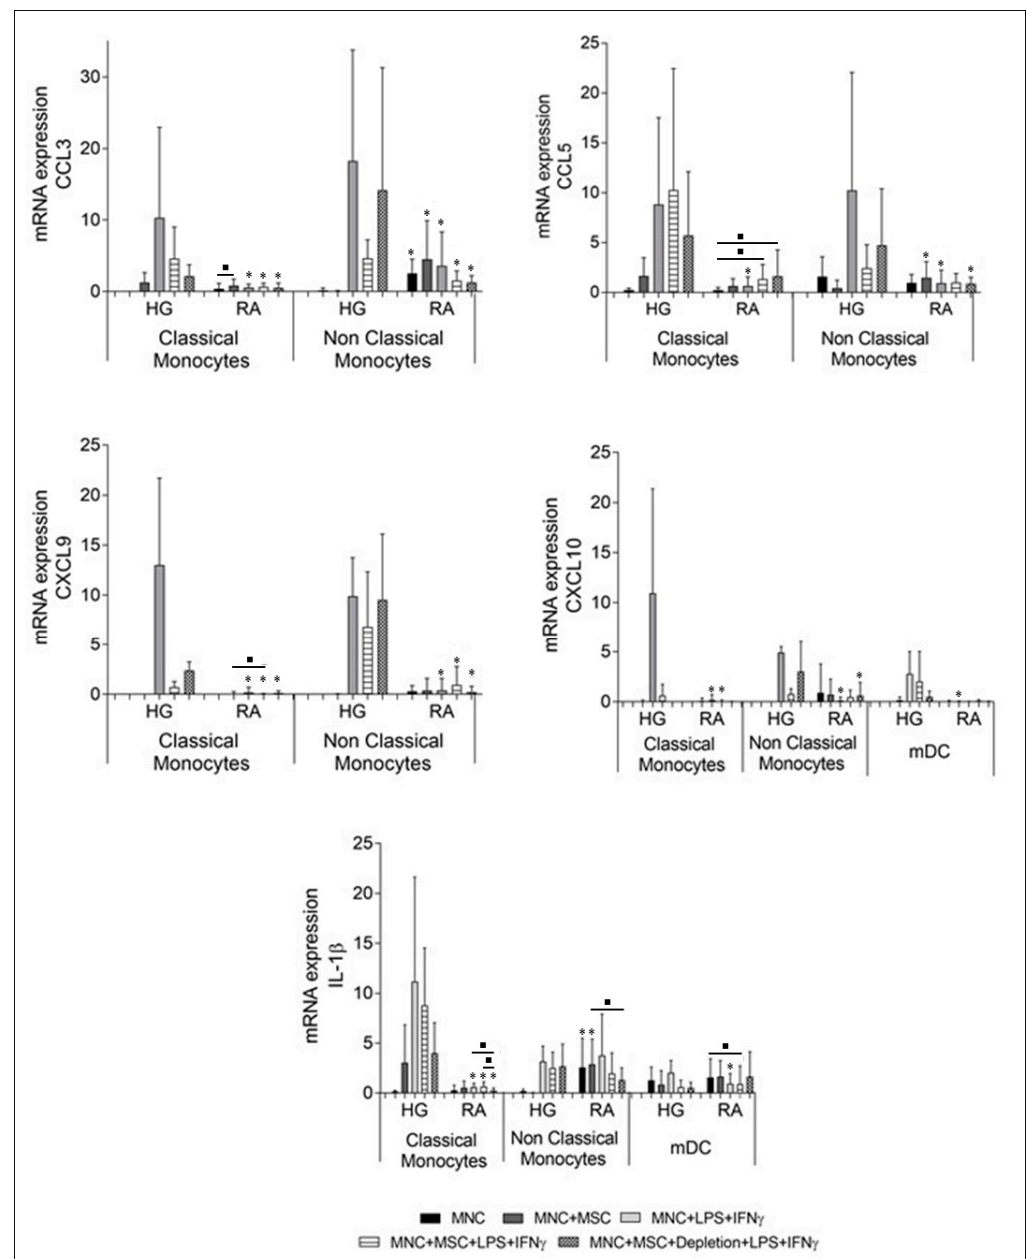 mRNA expression
CCL3
30
20
10
0
*
*
*
*
*
*
*
*
HG
RA
HG
RA
Classical
Monocytes
Non Classical
Monocytes
mRNA expression
CCL5
25
20
15
10
5
0
*
*
*
*
HG
RA
HG
RA
Classical
Monocytes
Non Classical
Monocytes
mRNA expression
CXCL9
25
20
15
10
5
0
* * *
*
*
*
HG
RA
HG
RA
Classical
Monocytes
Non Classical
Monocytes
mRNA expression
CXCL10
25
20
15
10
5
0
* *
*
*
*
HG
RA
HG
RA
HG
RA
Classical
Monocytes
Non Classical
Monocytes
mDC
mRNA expression
IL-1β
25
20
15
10
5
0
* * *
* *
*
HG
RA
HG
RA
HG
RA
Classical
Monocytes
Non Classical
Monocytes
mDC
MNC MNC+MSC MNC+LPS+IFNγ
MNC+MSC+LPS+IFNγ MNC+MSC+Depletion+LPS+IFNγ